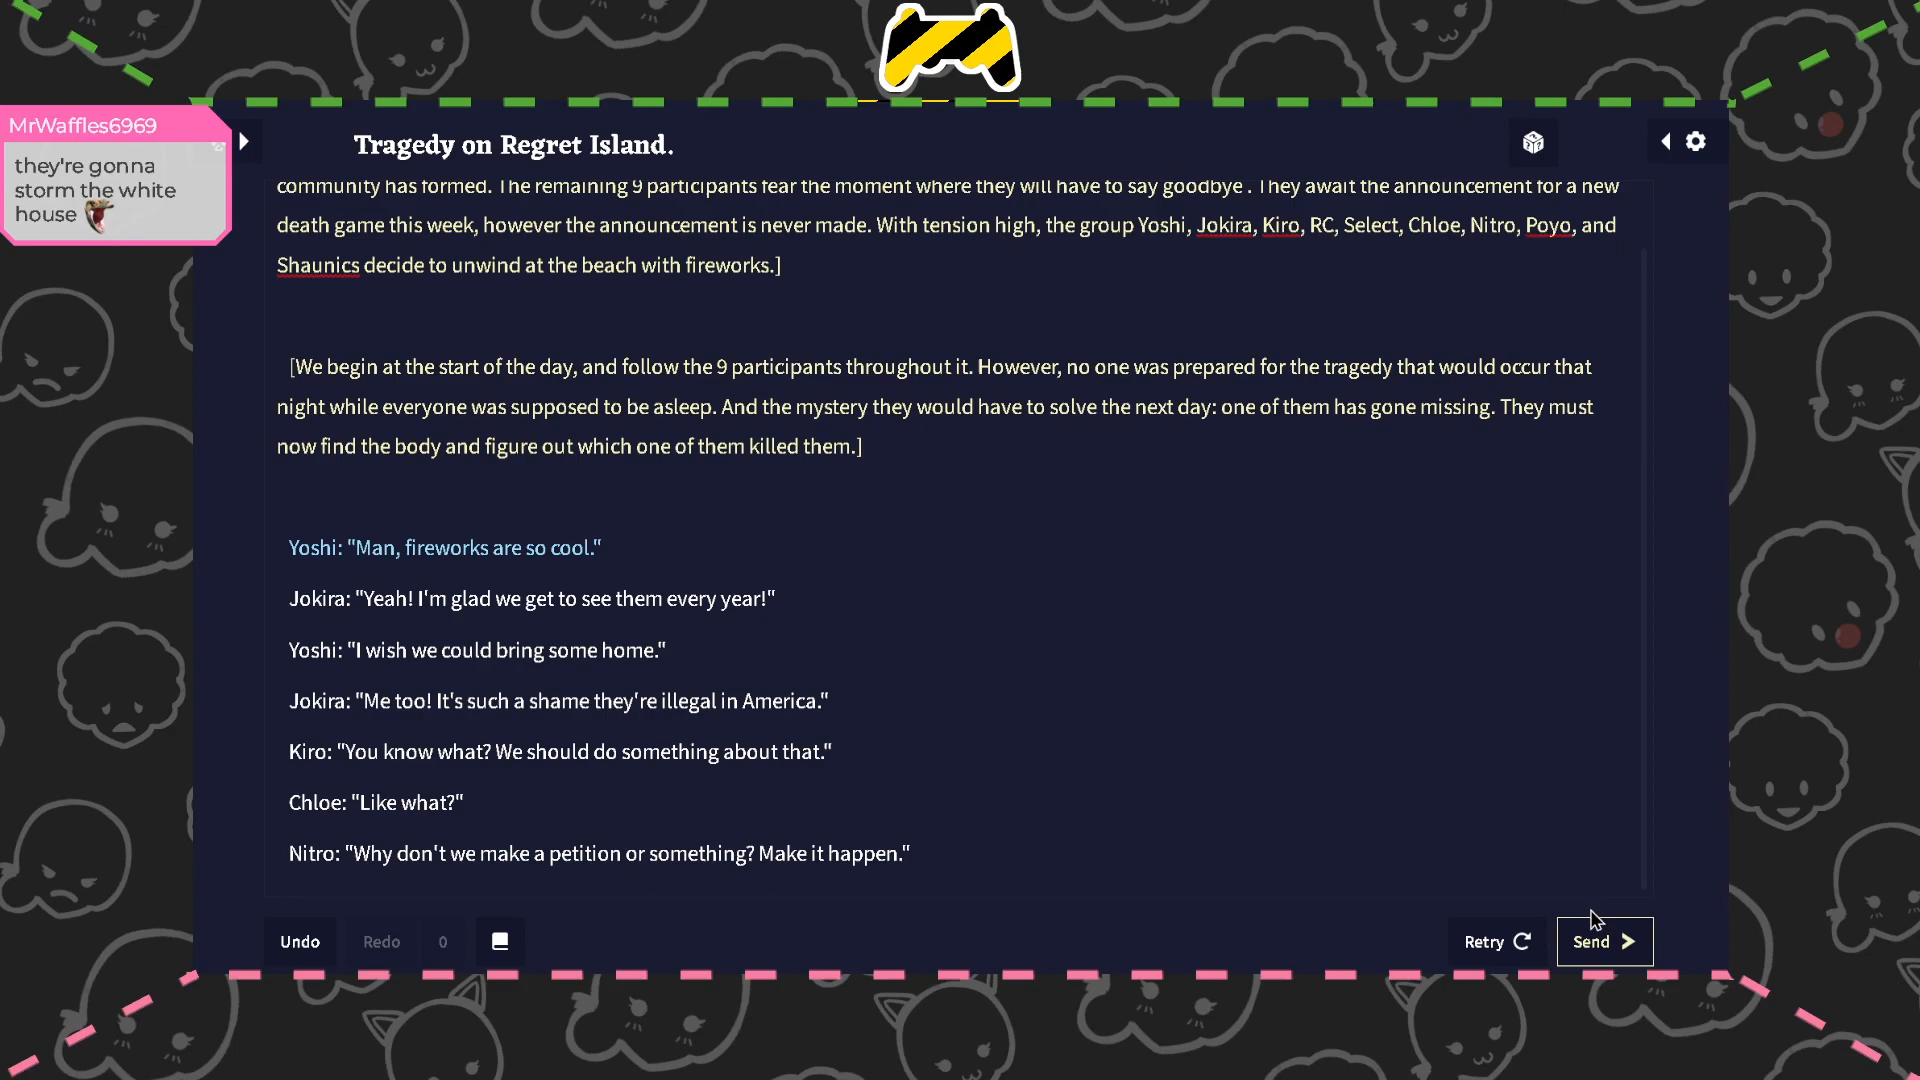 MrWaffles6969
they're gonna
storm the white
house
Tragedy on Regret Island.
community has formed. The remaining 9 participants fear the moment where they will have to say goodbye . They await the announcement for a new
death game this week, however the announcement is never made. With tension high, the group Yoshi, Jokira, Kiro, RC, Select, Chloe, Nitro, Poyo, and
Shaunics decide to unwind at the beach with fireworks.]
[We begin at the start of the day, and follow the 9 participants throughout it. However, no one was prepared for the tragedy that would occur that
night while everyone was supposed to be asleep. And the mystery they would have to solve the next day: one of them has gone missing. They must
now find the body and figure out which one of them killed them.]
Yoshi: "Man, fireworks are so cool."
Jokira: "Yeah! I'm glad we get to see them every year!"
Yoshi: "I wish we could bring some home."
Jokira: "Me too! It's such a shame they're illegal in America."
Kiro: "You know what? We should do something about that."
Chloe: "Like what?"
Nitro: "Why don't we make a petition or something? Make it happen."
Undo Redo 0 Retry Send